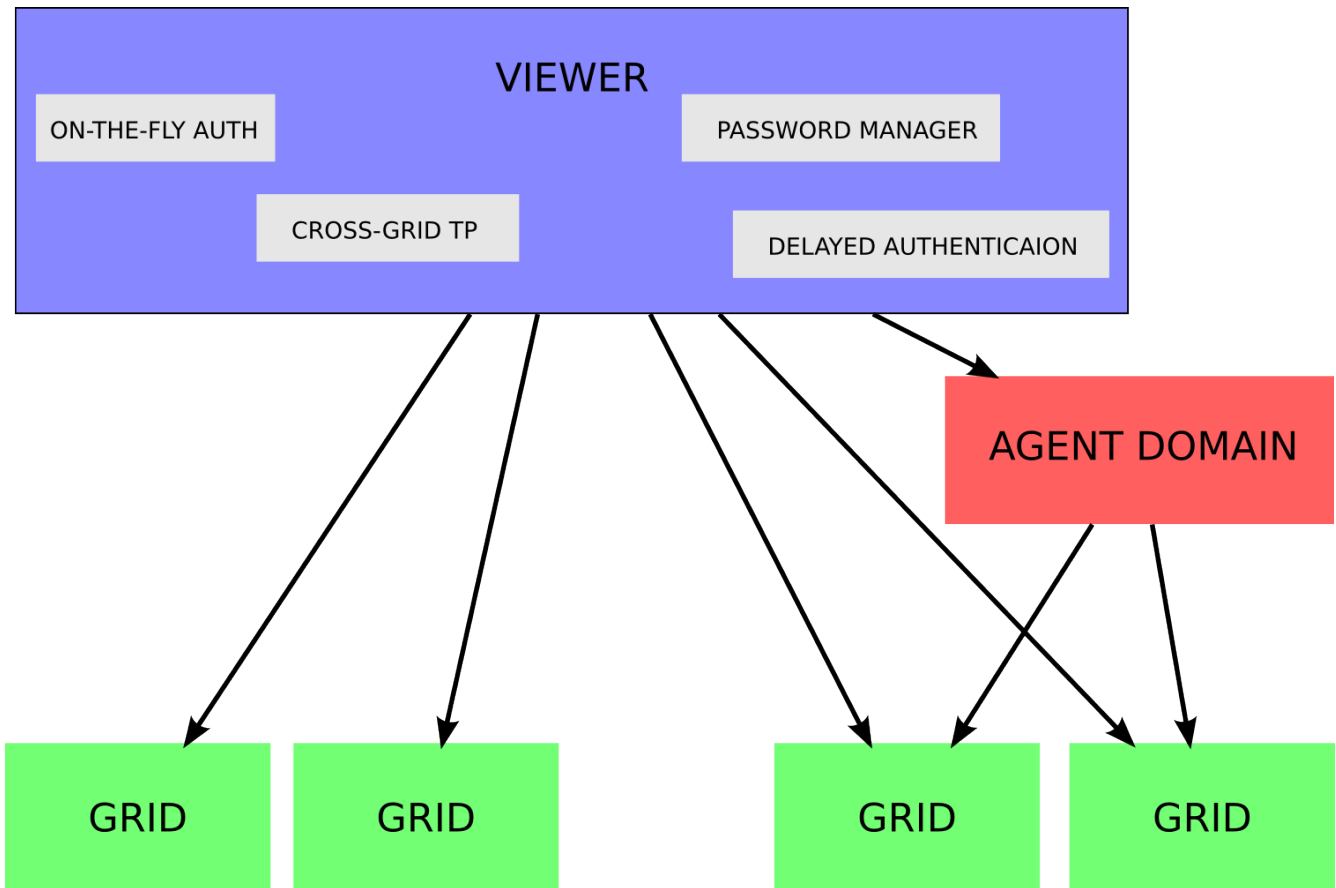 VIEWER
ON-THE-FLY AUTH
PASSWORD MANAGER
CROSS-GRID TP
DELAYED AUTHENTICAION
AGENT DOMAIN
GRID
GRID
GRID
GRID